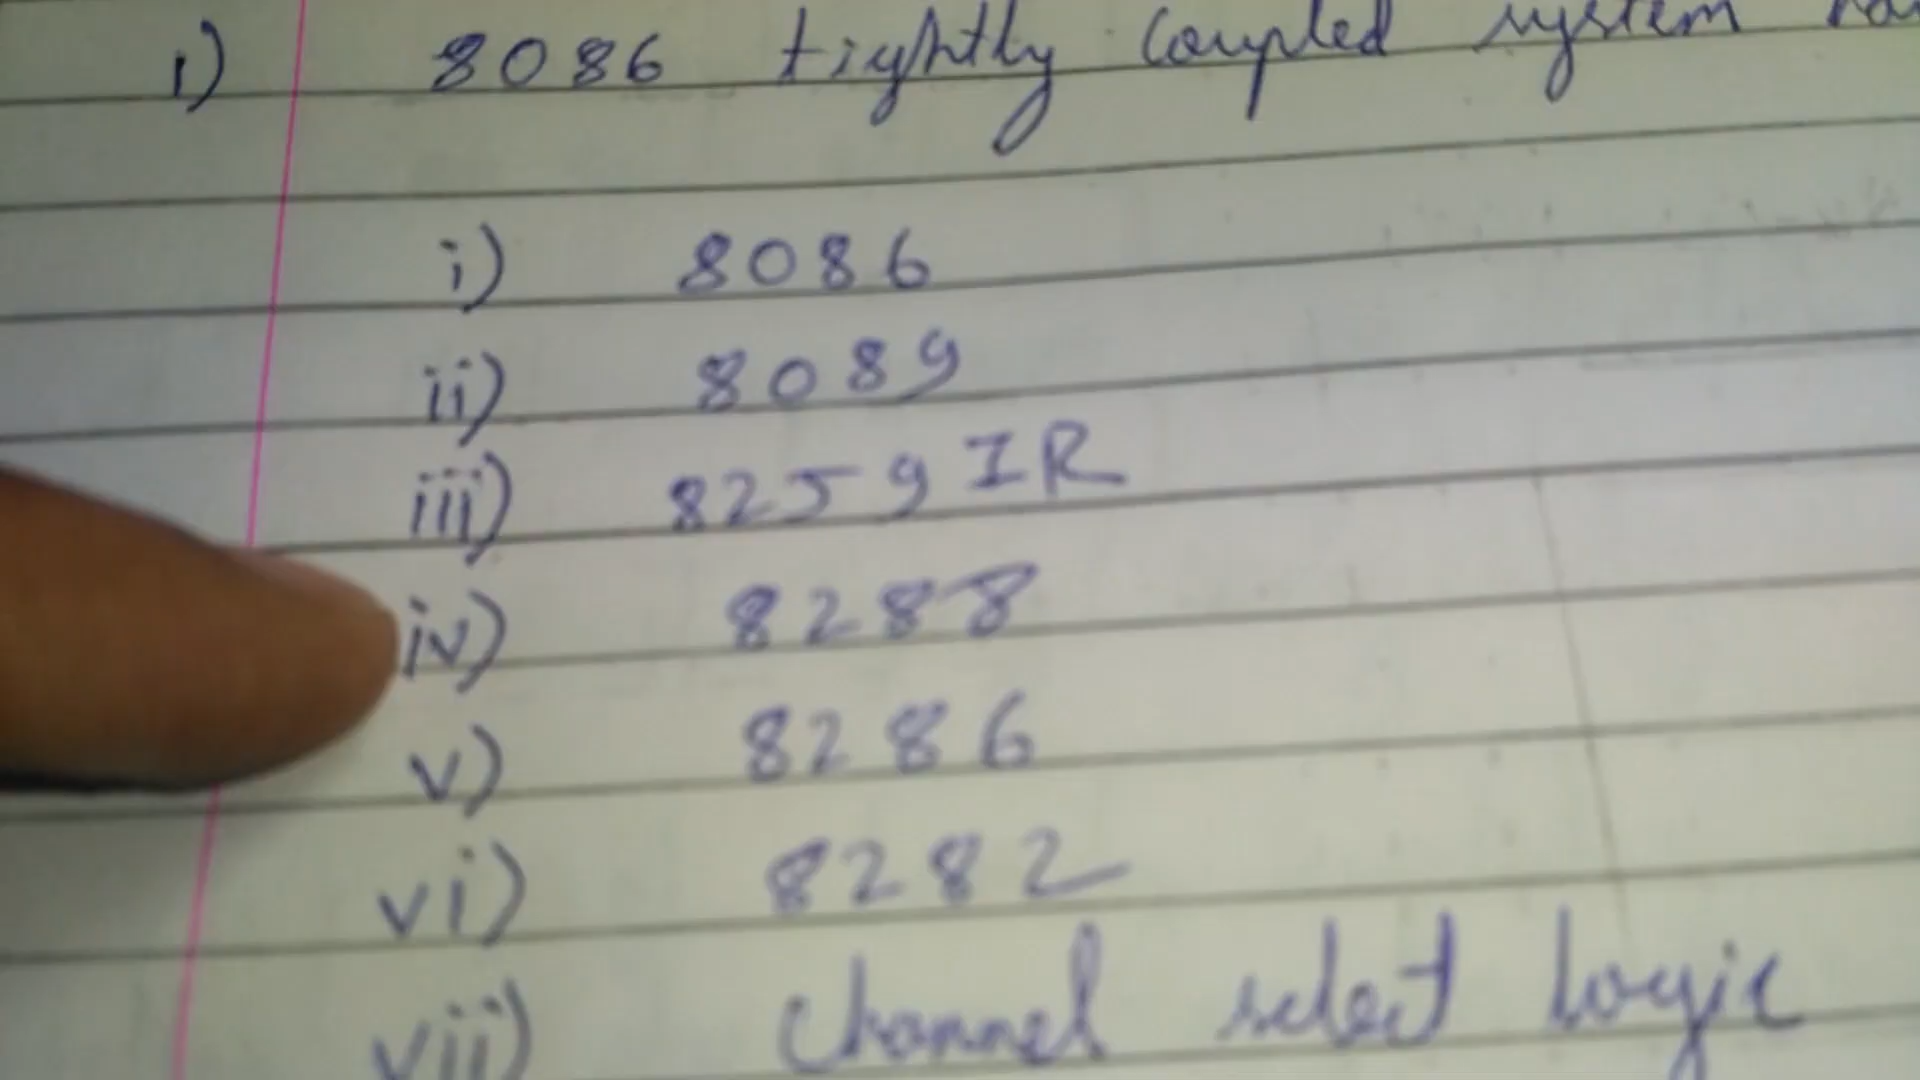 1) 8086 tightly coupled system
i) 8086
ii) 8089
iii) 8259 IR
iv) 8288
v) 8286
vi) 8282
vii) channel select logic